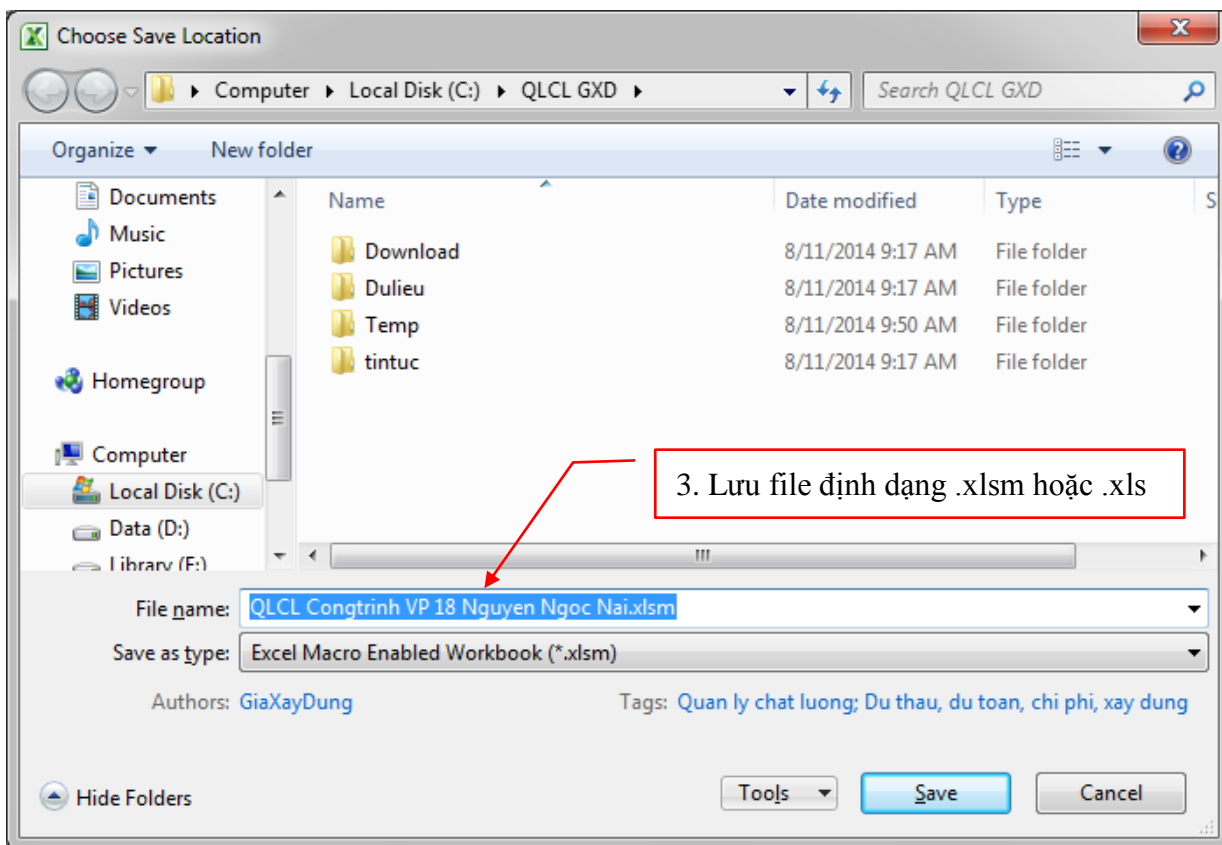 Choose Save Location
Computer Local Disk (C:) QLCL GXD Search QLCL GXD
Organize New folder
Name Date modified Type S
Documents
Music
Pictures
Videos
Homegroup
Computer
Local Disk (C:)
Data (D:)
Library (E:)
Download 8/11/2014 9:17 AM File folder
Dulieu 8/11/2014 9:17 AM File folder
Temp 8/11/2014 9:50 AM File folder
tintuc 8/11/2014 9:17 AM File folder
3. Lưu file định dạng .xlsm hoặc .xls
File name: QLCL Congtrinh VP 18 Nguyen Ngoc Nai.xlsm
Save as type: Excel Macro Enabled Workbook (*.xlsm)
Authors: GiaXayDung Tags: Quan ly chat luong; Du thau, du toan, chi phi, xay dung
Hide Folders Tools Save Cancel